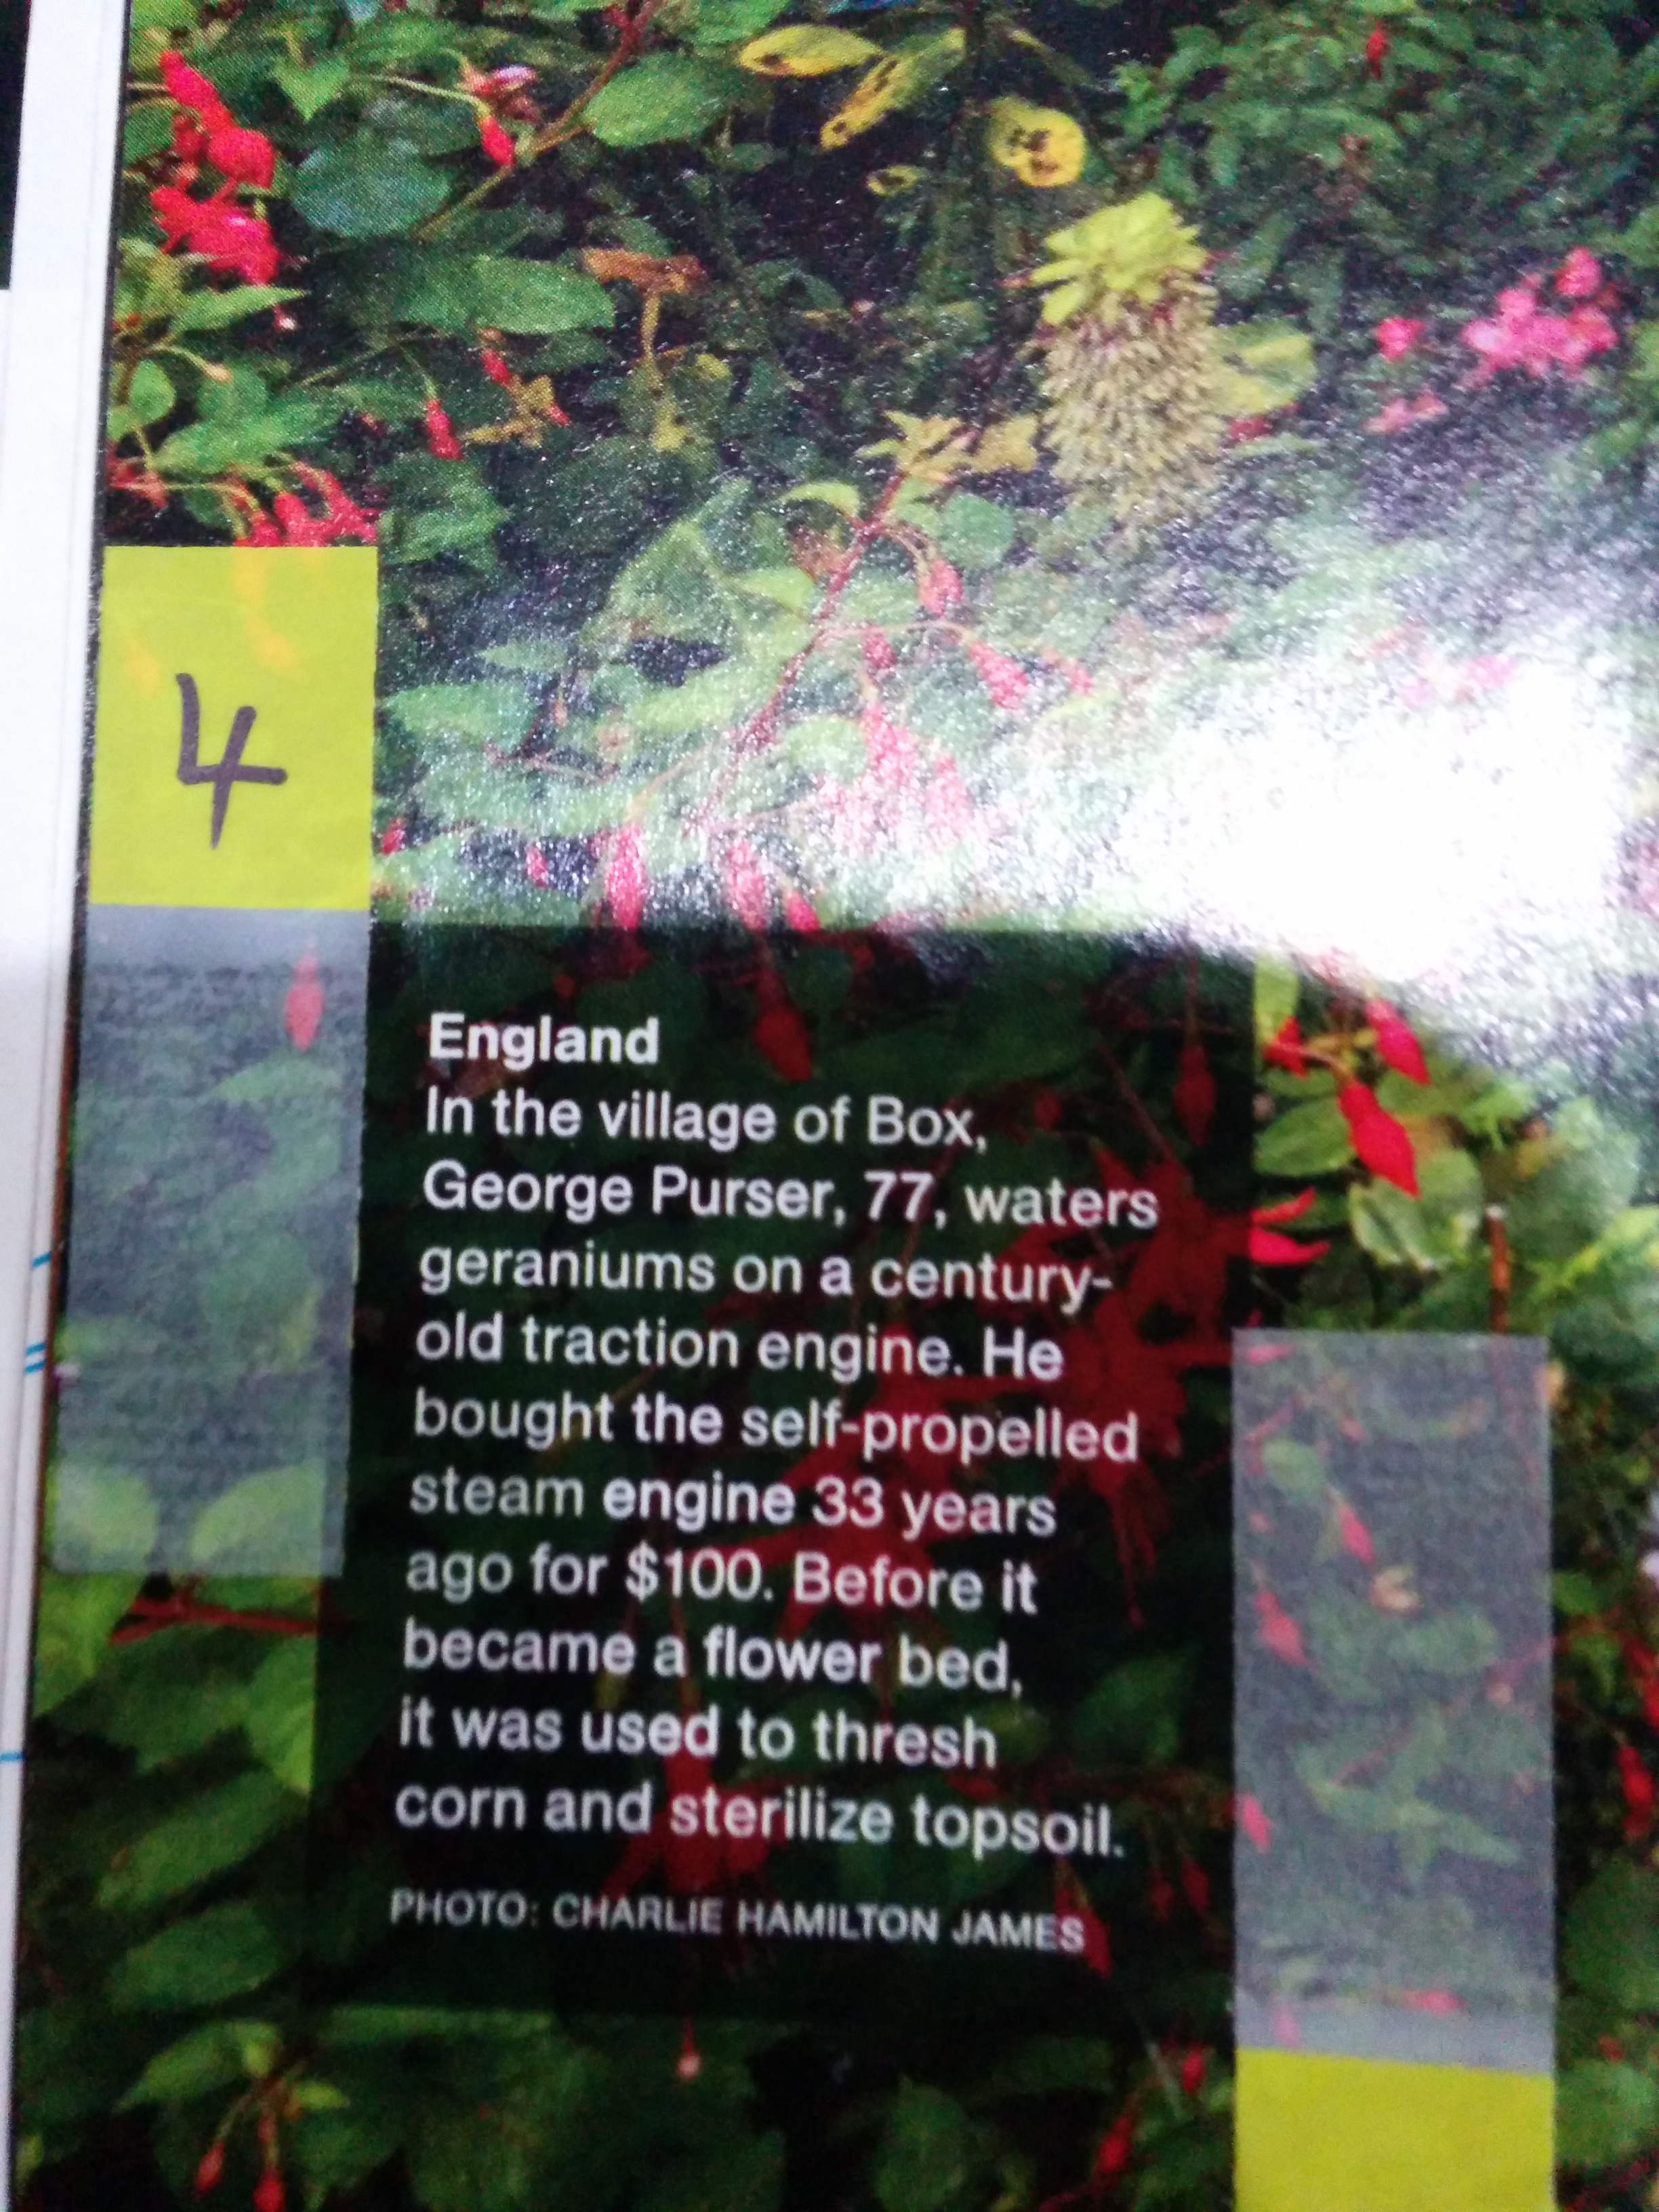 4
England
In the village of Box,
George Purser, 77, waters
geraniums on a century-
old traction engine. He
bought the self-propelled
steam engine 33 years
ago for $100. Before it
became a flower bed,
it was used to thresh
corn and sterilize topsoil.
PHOTO: CHARLIE HAMILTON JAMES